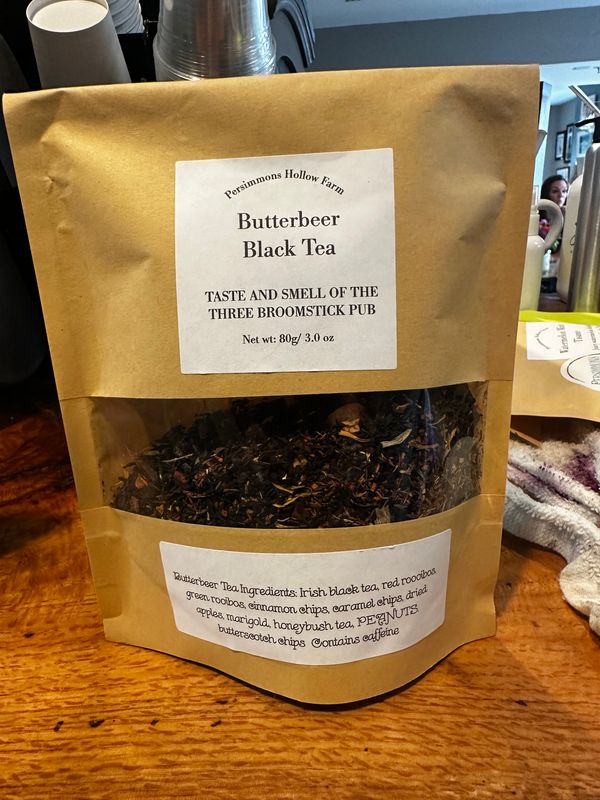 Persimmons Hollow Farm
Butterbeer
Black Tea
TASTE AND SMELL OF THE
THREE BROOMSTICK PUB
Net wt: 80g/ 3.0 oz
Butterbeer Tea Ingredients: Irish black tea, red rooibos,
green rooibos, cinnamon chips, caramel chips, dried
apples, marigold, honeybush tea, PEANUTS,
butterscotch chips Contains caffeine
Tisane